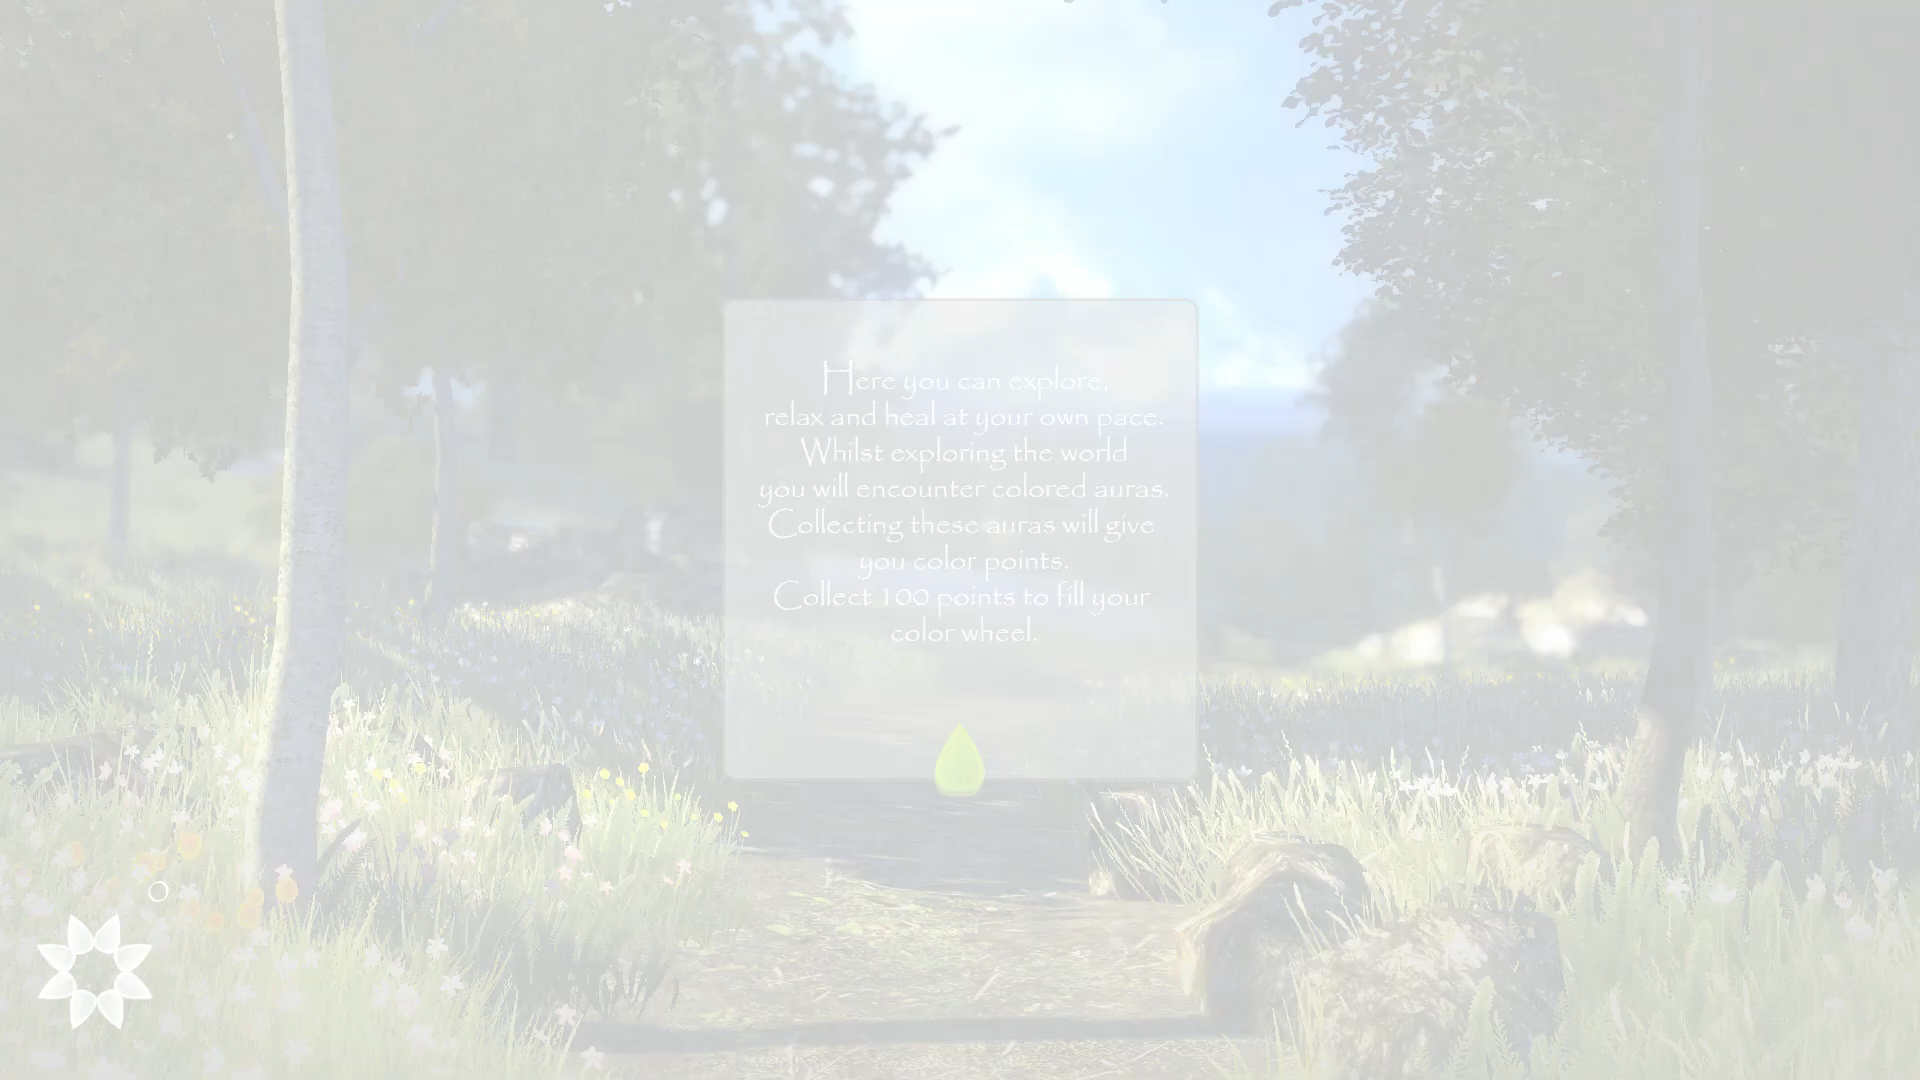 Here you can explore,
relax and heal at your own pace.
Whilst exploring the world
you will encounter colored auras.
Collecting these auras will give
you color points.
Collect 100 points to fill your
color wheel.